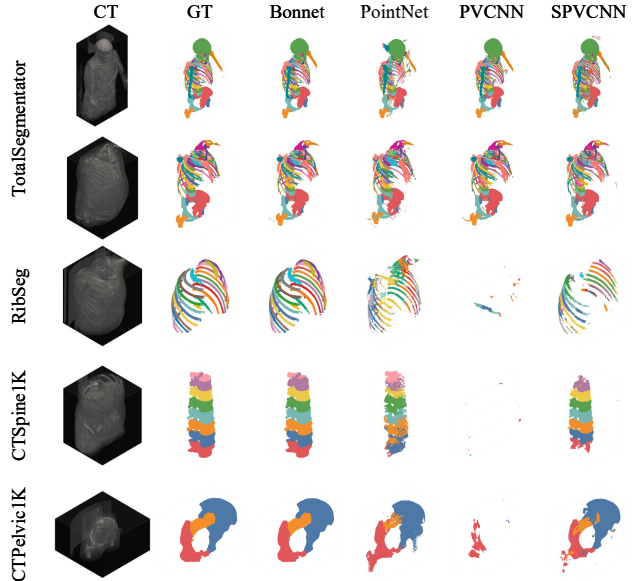 CT GT Bonnet PointNet PVCNN SPVCNN
TotalSegmentator
RibSeg
CTSpine1K
CTPelvic1K